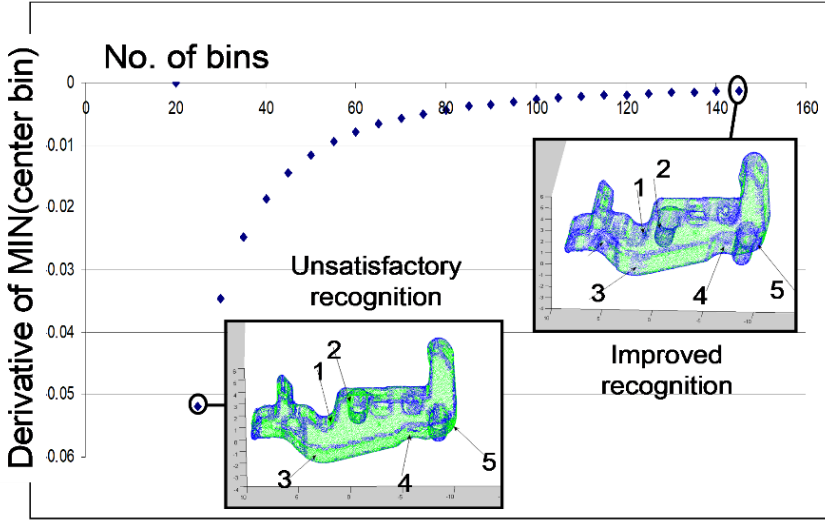 Derivative of MIN(center bin)
No. of bins
0
0 20 40 60 80 100 120 140 160
0.01
0.02
0.03
0.04
0.05
0.06
Unsatisfactory
recognition
1 2
3 4 5
1 2
3 4 5
Improved
recognition